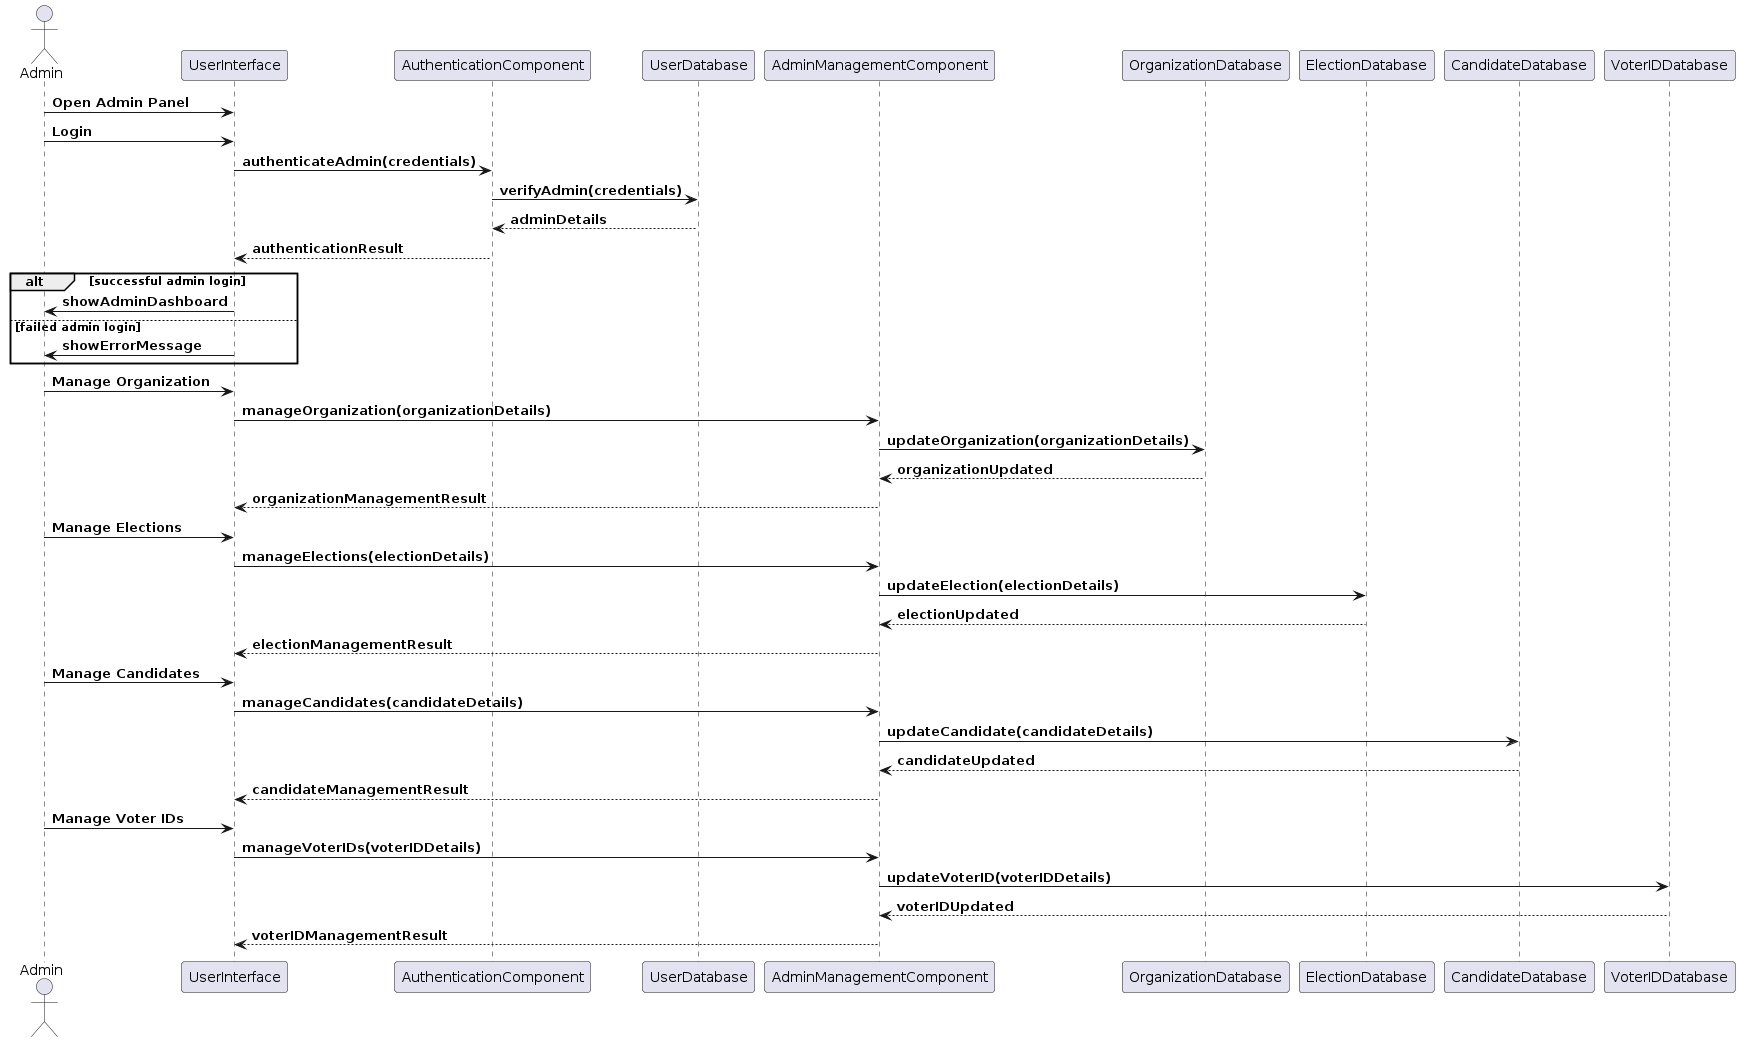 Admin
UserInterface
AuthenticationComponent
UserDatabase
AdminManagementComponent
OrganizationDatabase
ElectionDatabase
CandidateDatabase
VoterIDDatabase
Open Admin Panel
Login
authenticateAdmin(credentials)
verifyAdmin(credentials)
adminDetails
authenticationResult
alt [successful admin login]
showAdminDashboard
[failed admin login]
showErrorMessage
Manage Organization
manageOrganization(organizationDetails)
updateOrganization(organizationDetails)
organizationUpdated
organizationManagementResult
Manage Elections
manageElections(electionDetails)
updateElection(electionDetails)
electionUpdated
electionManagementResult
Manage Candidates
manageCandidates(candidateDetails)
updateCandidate(candidateDetails)
candidateUpdated
candidateManagementResult
Manage Voter IDs
manageVoterIDs(voterIDDetails)
updateVoterID(voterIDDetails)
voterIDUpdated
voterIDManagementResult
Admin
UserInterface
AuthenticationComponent
UserDatabase
AdminManagementComponent
OrganizationDatabase
ElectionDatabase
CandidateDatabase
VoterIDDatabase